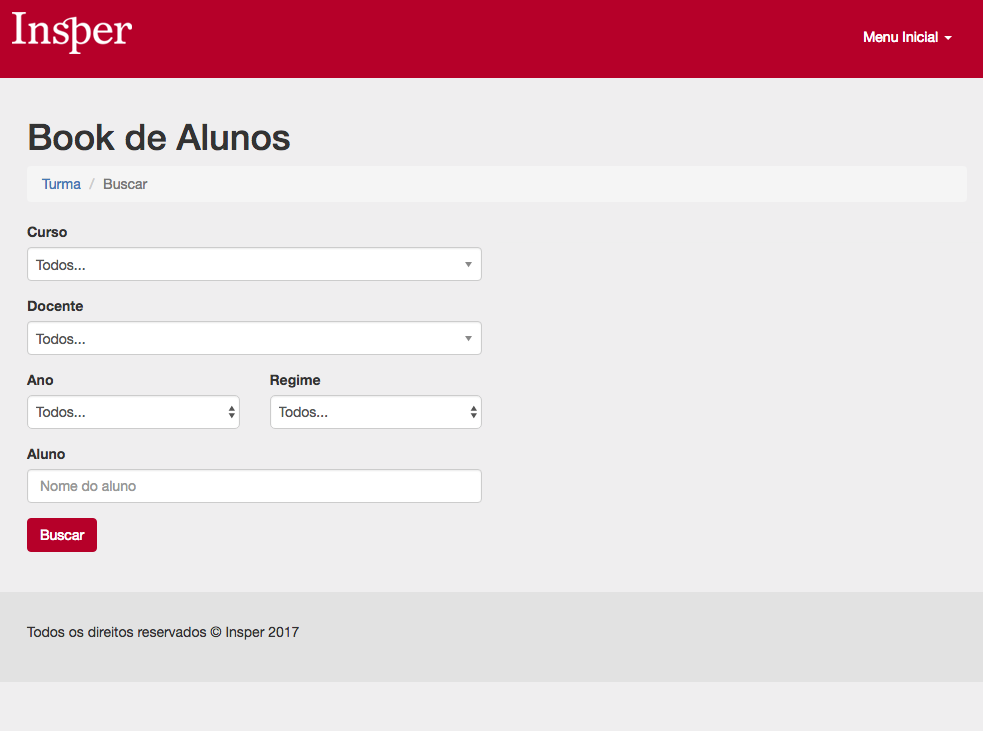 Insper
Menu Inicial
Book de Alunos
Turma / Buscar
Curso
Todos...
Docente
Todos...
Ano
Regime
Todos...
Todos...
Aluno
Nome do aluno
Buscar
Todos os direitos reservados © Insper 2017